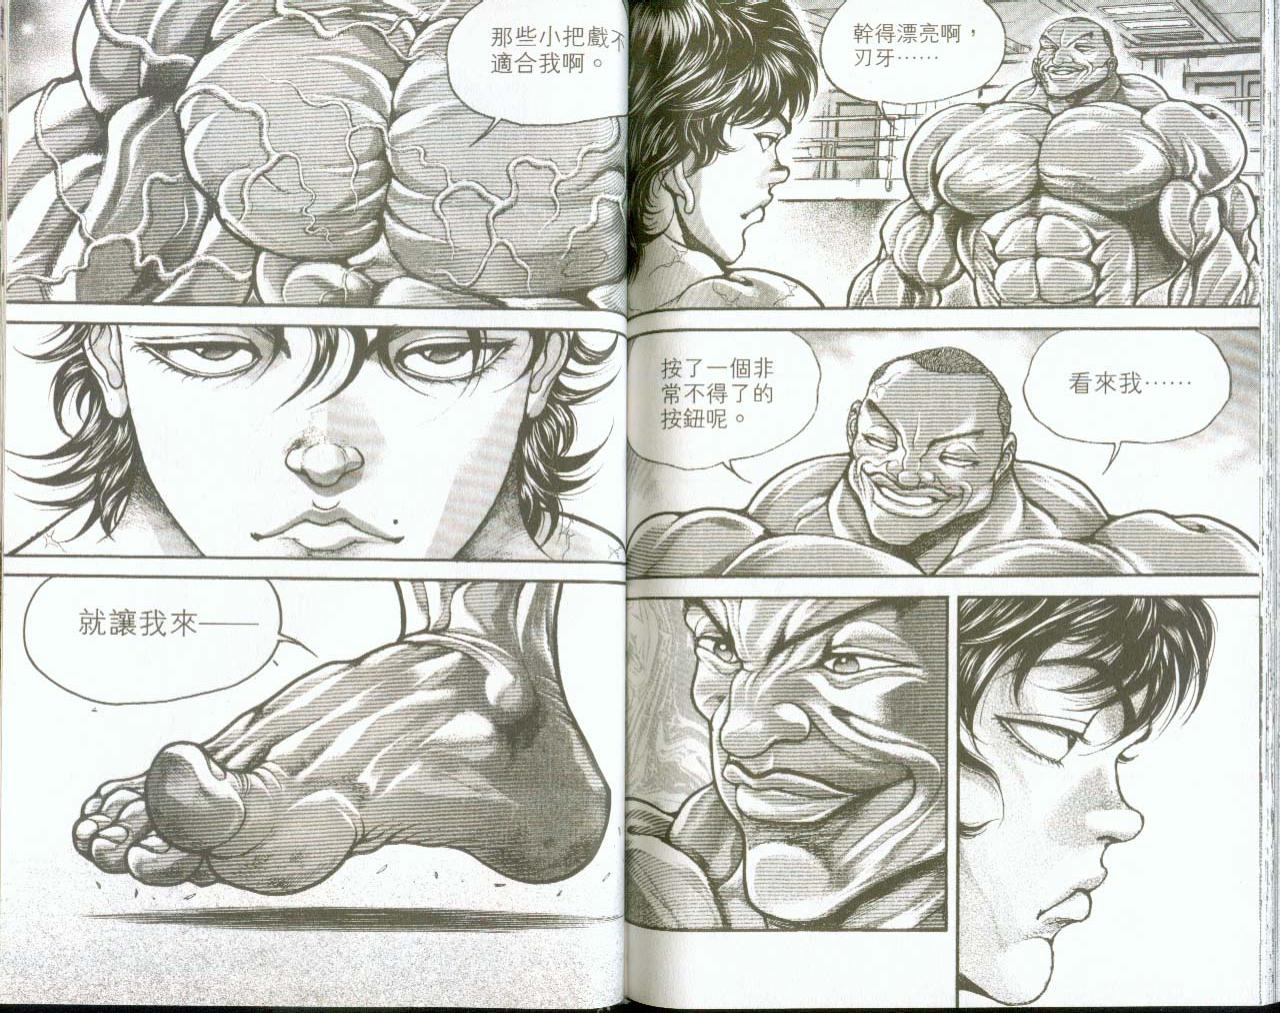 幹得漂亮啊，
刃牙……
看來我……
按了一個非
常不得了的
按鈕呢。
那些小把戲不
適合我啊。
就讓我來——